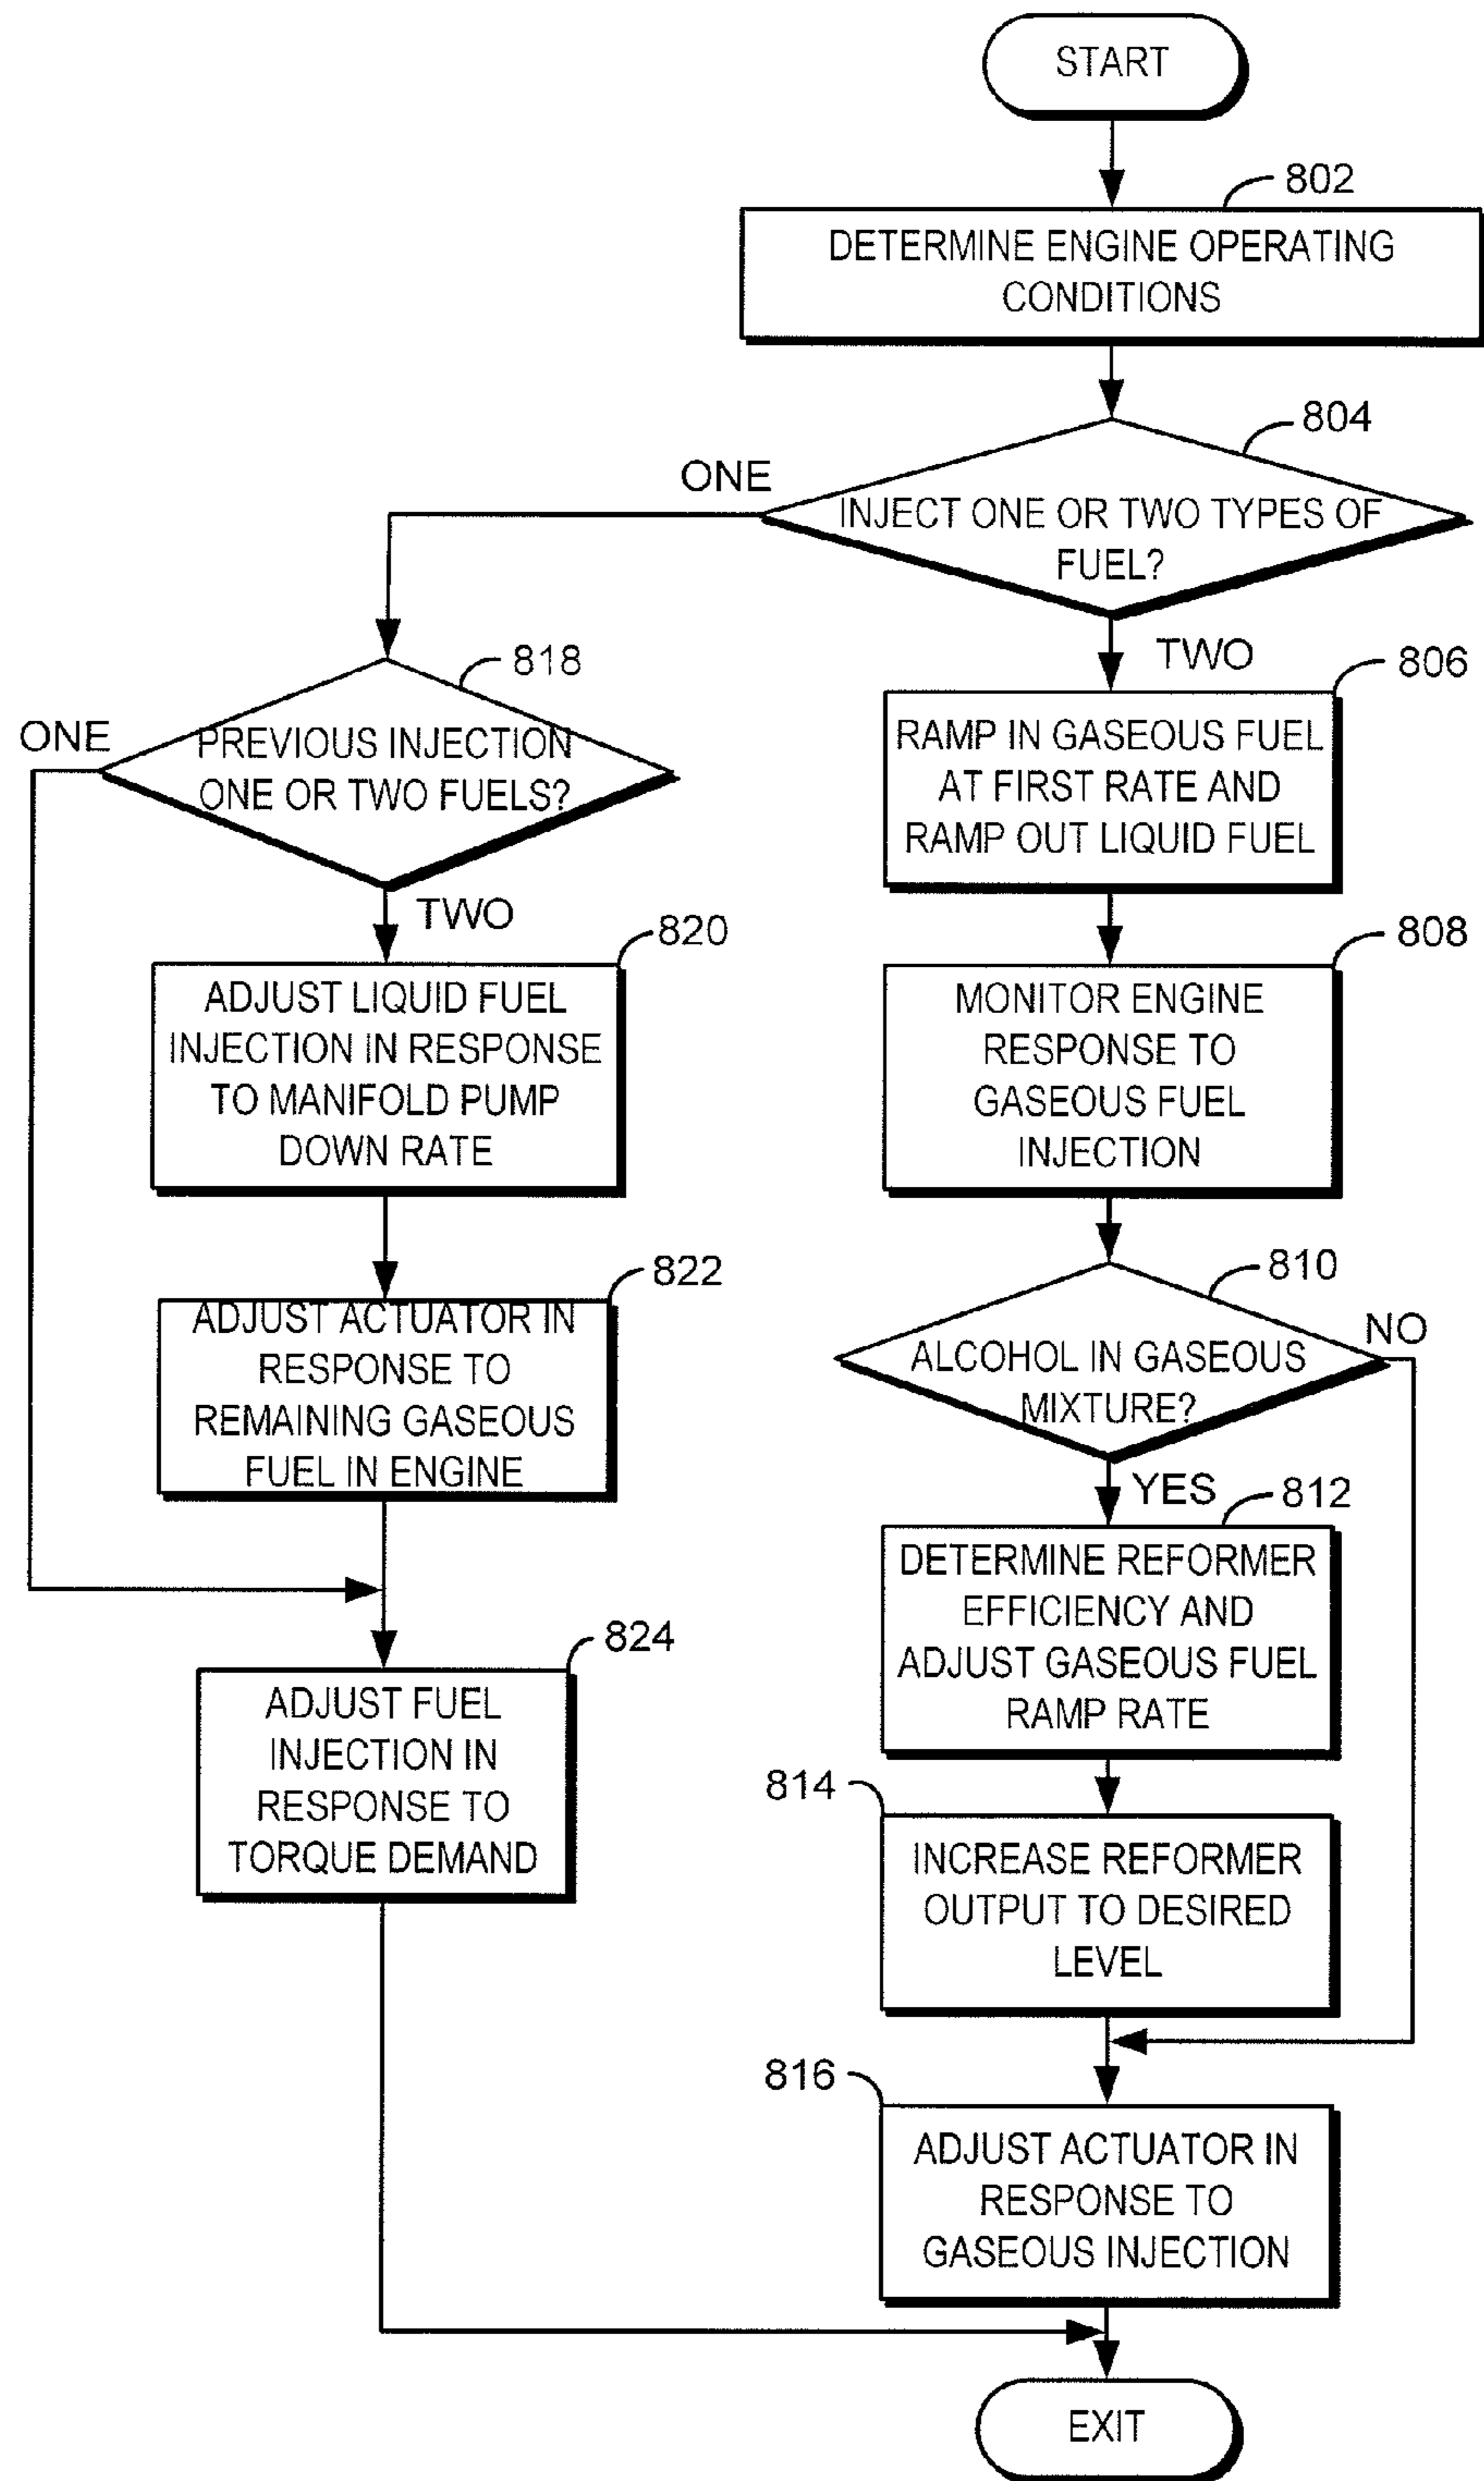 START
802
DETERMINE ENGINE OPERATING
CONDITIONS
804
INJECT ONE OR TWO TYPES OF
FUEL?
ONE
TWO
818
PREVIOUS INJECTION
ONE OR TWO FUELS?
ONE
TWO
820
ADJUST LIQUID FUEL
INJECTION IN RESPONSE
TO MANIFOLD PUMP
DOWN RATE
822
ADJUST ACTUATOR IN
RESPONSE TO
REMAINING GASEOUS
FUEL IN ENGINE
824
ADJUST FUEL
INJECTION IN
RESPONSE TO
TORQUE DEMAND
806
RAMP IN GASEOUS FUEL
AT FIRST RATE AND
RAMP OUT LIQUID FUEL
808
MONITOR ENGINE
RESPONSE TO
GASEOUS FUEL
INJECTION
810
ALCOHOL IN GASEOUS
MIXTURE?
NO
YES
812
DETERMINE REFORMER
EFFICIENCY AND
ADJUST GASEOUS FUEL
RAMP RATE
814
INCREASE REFORMER
OUTPUT TO DESIRED
LEVEL
816
ADJUST ACTUATOR IN
RESPONSE TO
GASEOUS INJECTION
EXIT